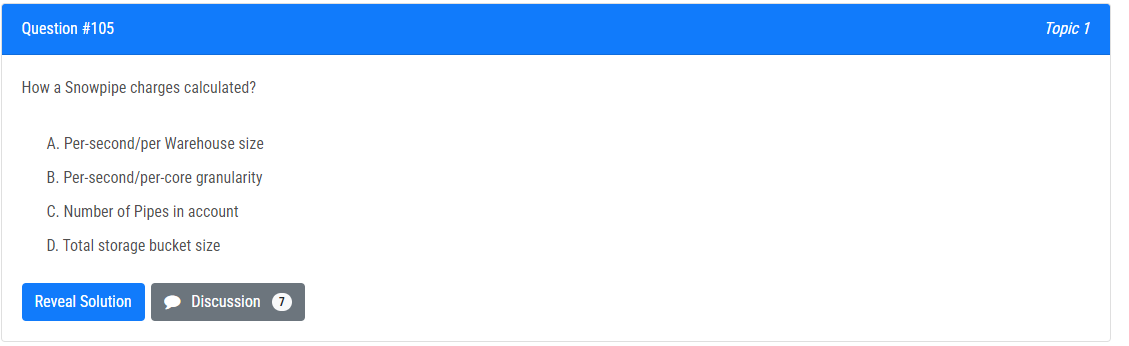 Question #105
Topic 1
How a Snowpipe charges calculated?
A. Per-second/per Warehouse size
B. Per-second/per-core granularity
C. Number of Pipes in account
D. Total storage bucket size
Reveal Solution
Discussion 7